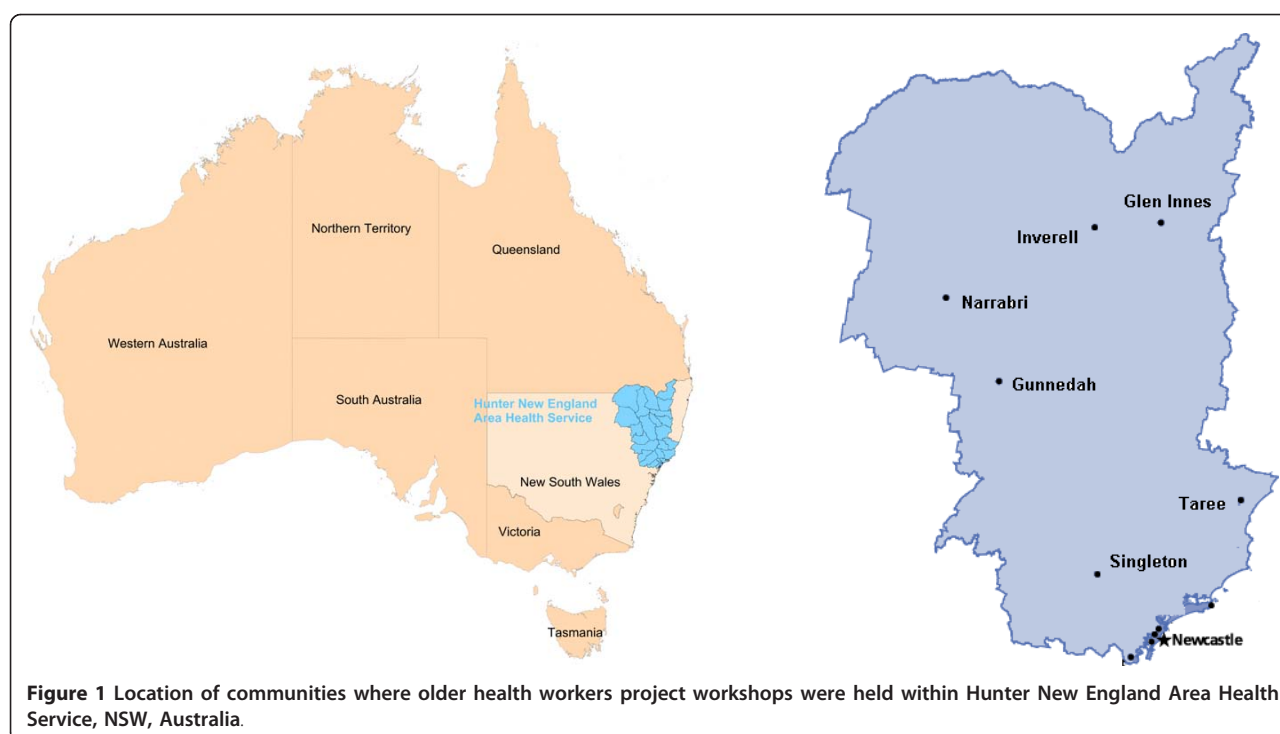 Northern Territory
Queensland
Western Australia
South Australia
Hunter New England
Area Health Service
New South Wales
Victoria
Tasmania
Glen Innes
Inverell
Narrabri
Gunnedah
Taree
Singleton
Newcastle
Figure 1 Location of communities where older health workers project workshops were held within Hunter New England Area Health
Service, NSW, Australia.